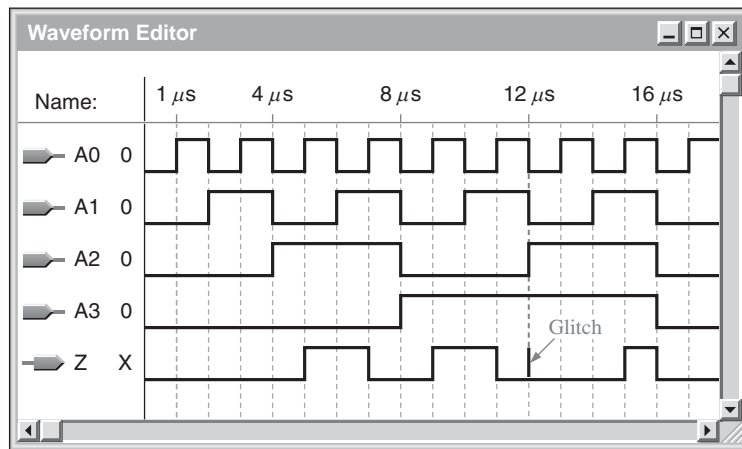 Waveform Editor
Name: 1 μs 4 μs 8 μs 12 μs 16 μs
A0 0
A1 0
A2 0
A3 0
Glitch
Z X